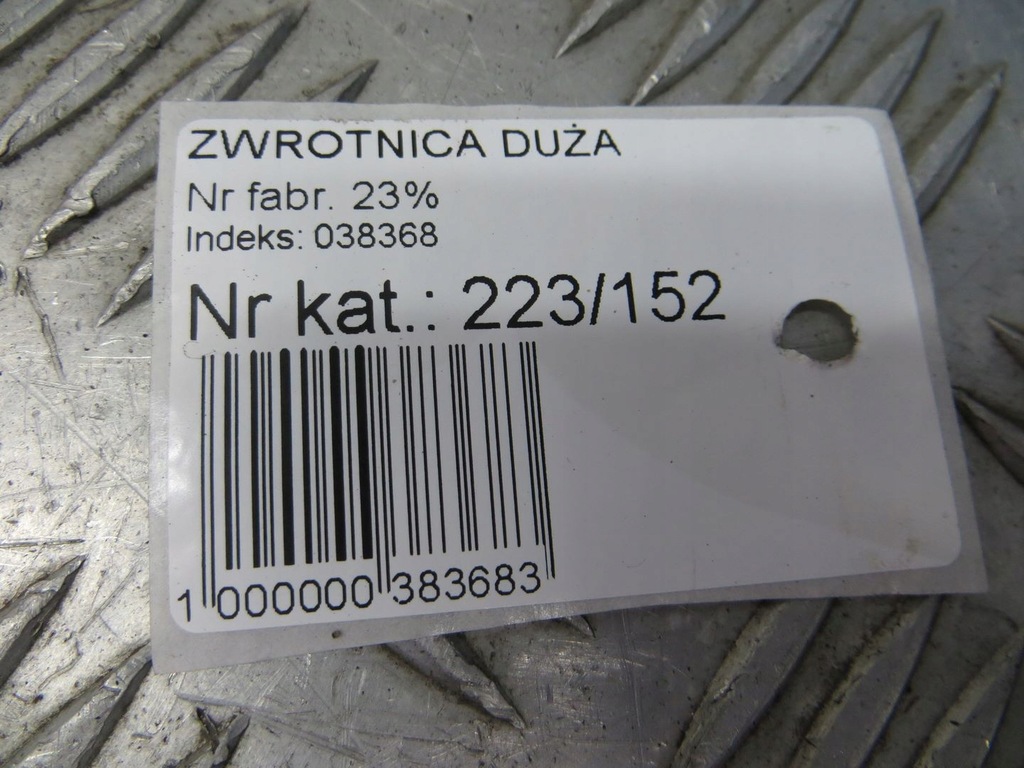 ZWROTNICA DUŻA
Nr fabr. 23%
Indeks: 038368
Nr kat.: 223/152
1 000000 383683